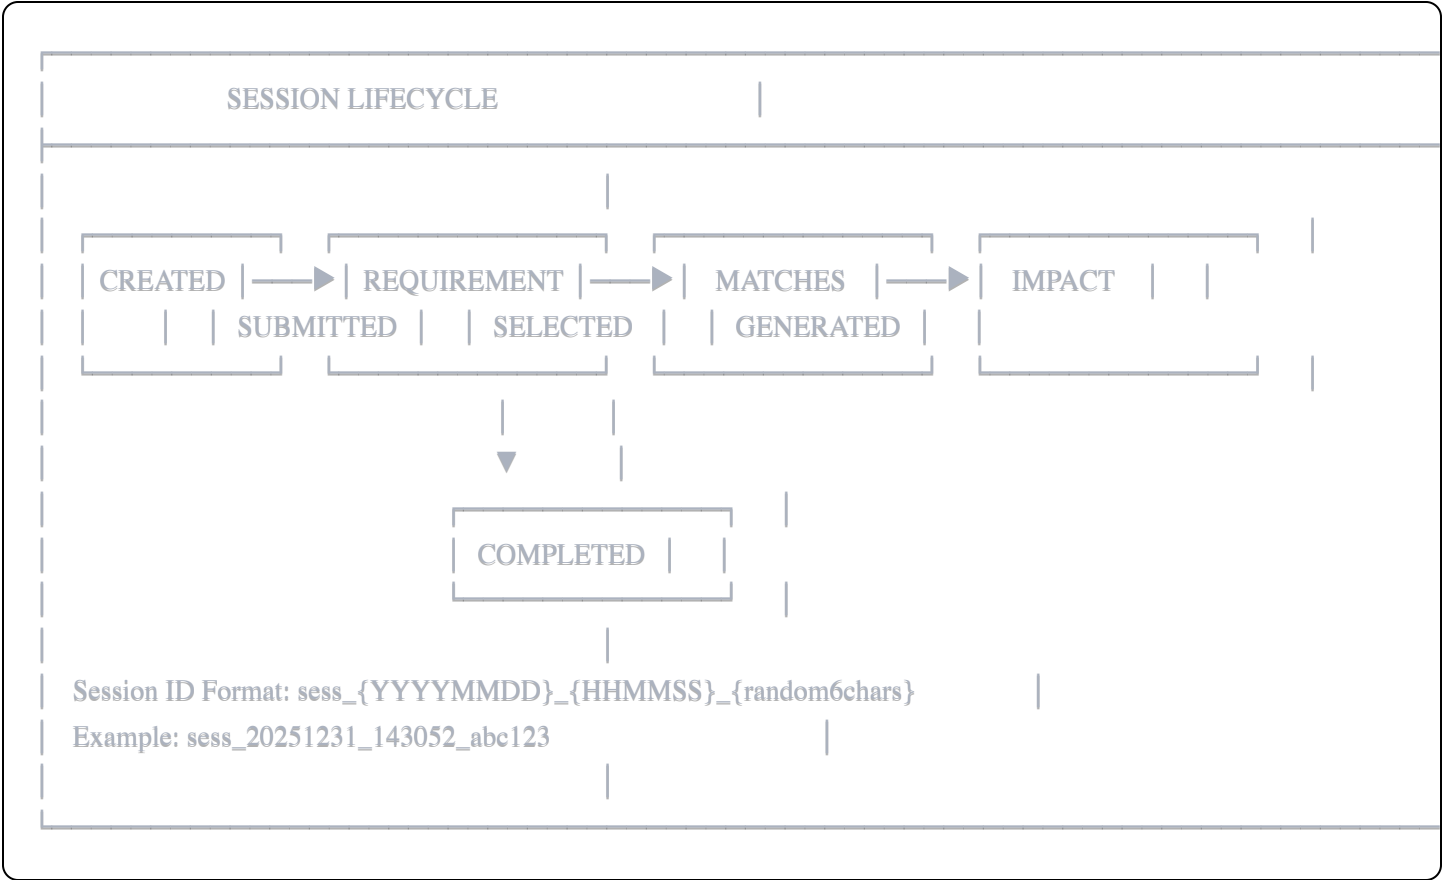 SESSION LIFECYCLE
CREATED REQUIREMENT MATCHES IMPACT
SUBMITTED SELECTED GENERATED
COMPLETED
Session ID Format: sess_{YYYYMMDD}_{HHMMSS}_{random6chars}
Example: sess_20251231_143052_abc123